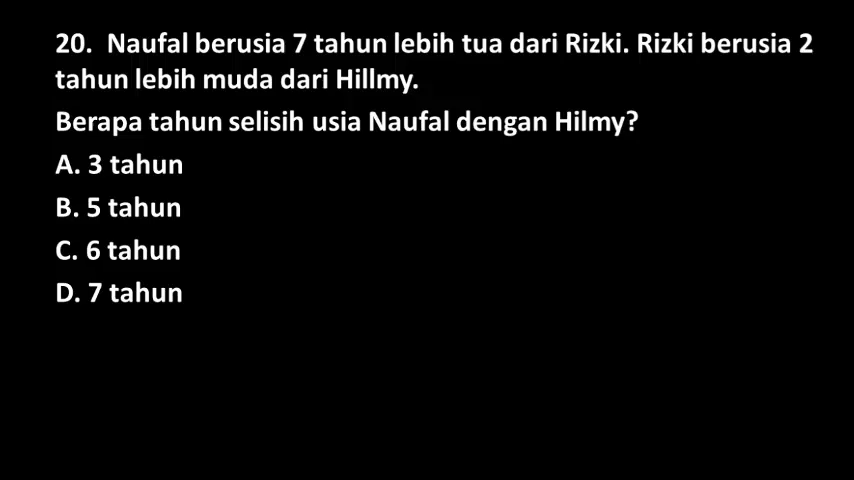 20. Naufal berusia 7 tahun lebih tua dari Rizki. Rizki berusia 2
tahun lebih muda dari Hillmy.
Berapa tahun selisih usia Naufal dengan Hilmy?
A. 3 tahun
B. 5 tahun
C. 6 tahun
D. 7 tahun